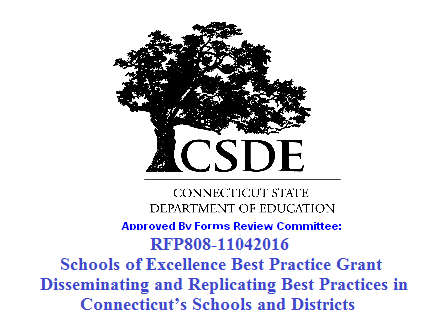 CSDE
CONNECTICUT STATE
DEPARTMENT OF EDUCATION
Approved By Forms Review Committee:
RFP808-11042016
Schools of Excellence Best Practice Grant
Disseminating and Replicating Best Practices in
Connecticut's Schools and Districts